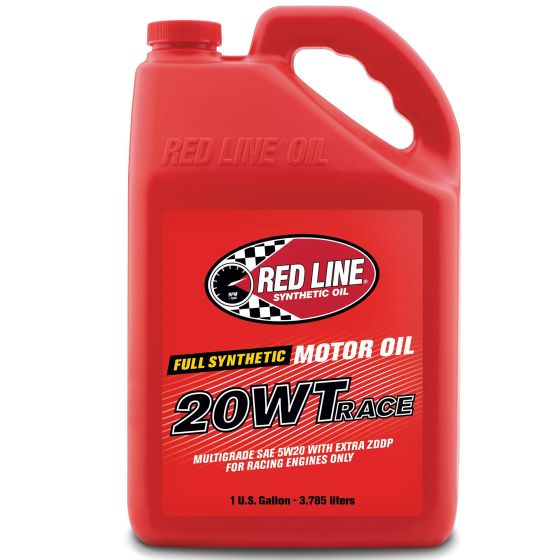 RED LINE® OIL
RED LINE®
SYNTHETIC OIL
RPM
FULL SYNTHETIC MOTOR OIL
20WT RACE
MULTIGRADE SAE 5W20 WITH EXTRA ZDDP
FOR RACING ENGINES ONLY
1 U.S. Gallon - 3.785 liters